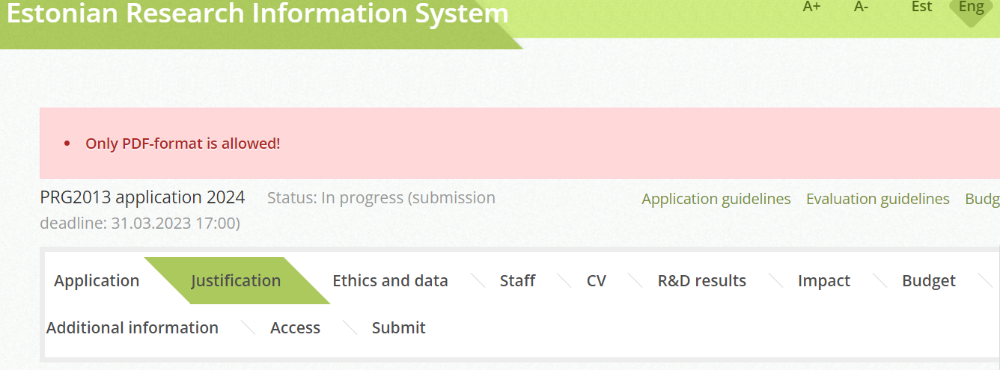 Estonian Research Information System
A+ A- Est Eng
Only PDF-format is allowed!
PRG2013 application 2024 Status: In progress (submission
deadline: 31.03.2023 17:00)
Application guidelines Evaluation guidelines Budg
Application Justification Ethics and data Staff CV R&D results Impact Budget
Additional information Access Submit